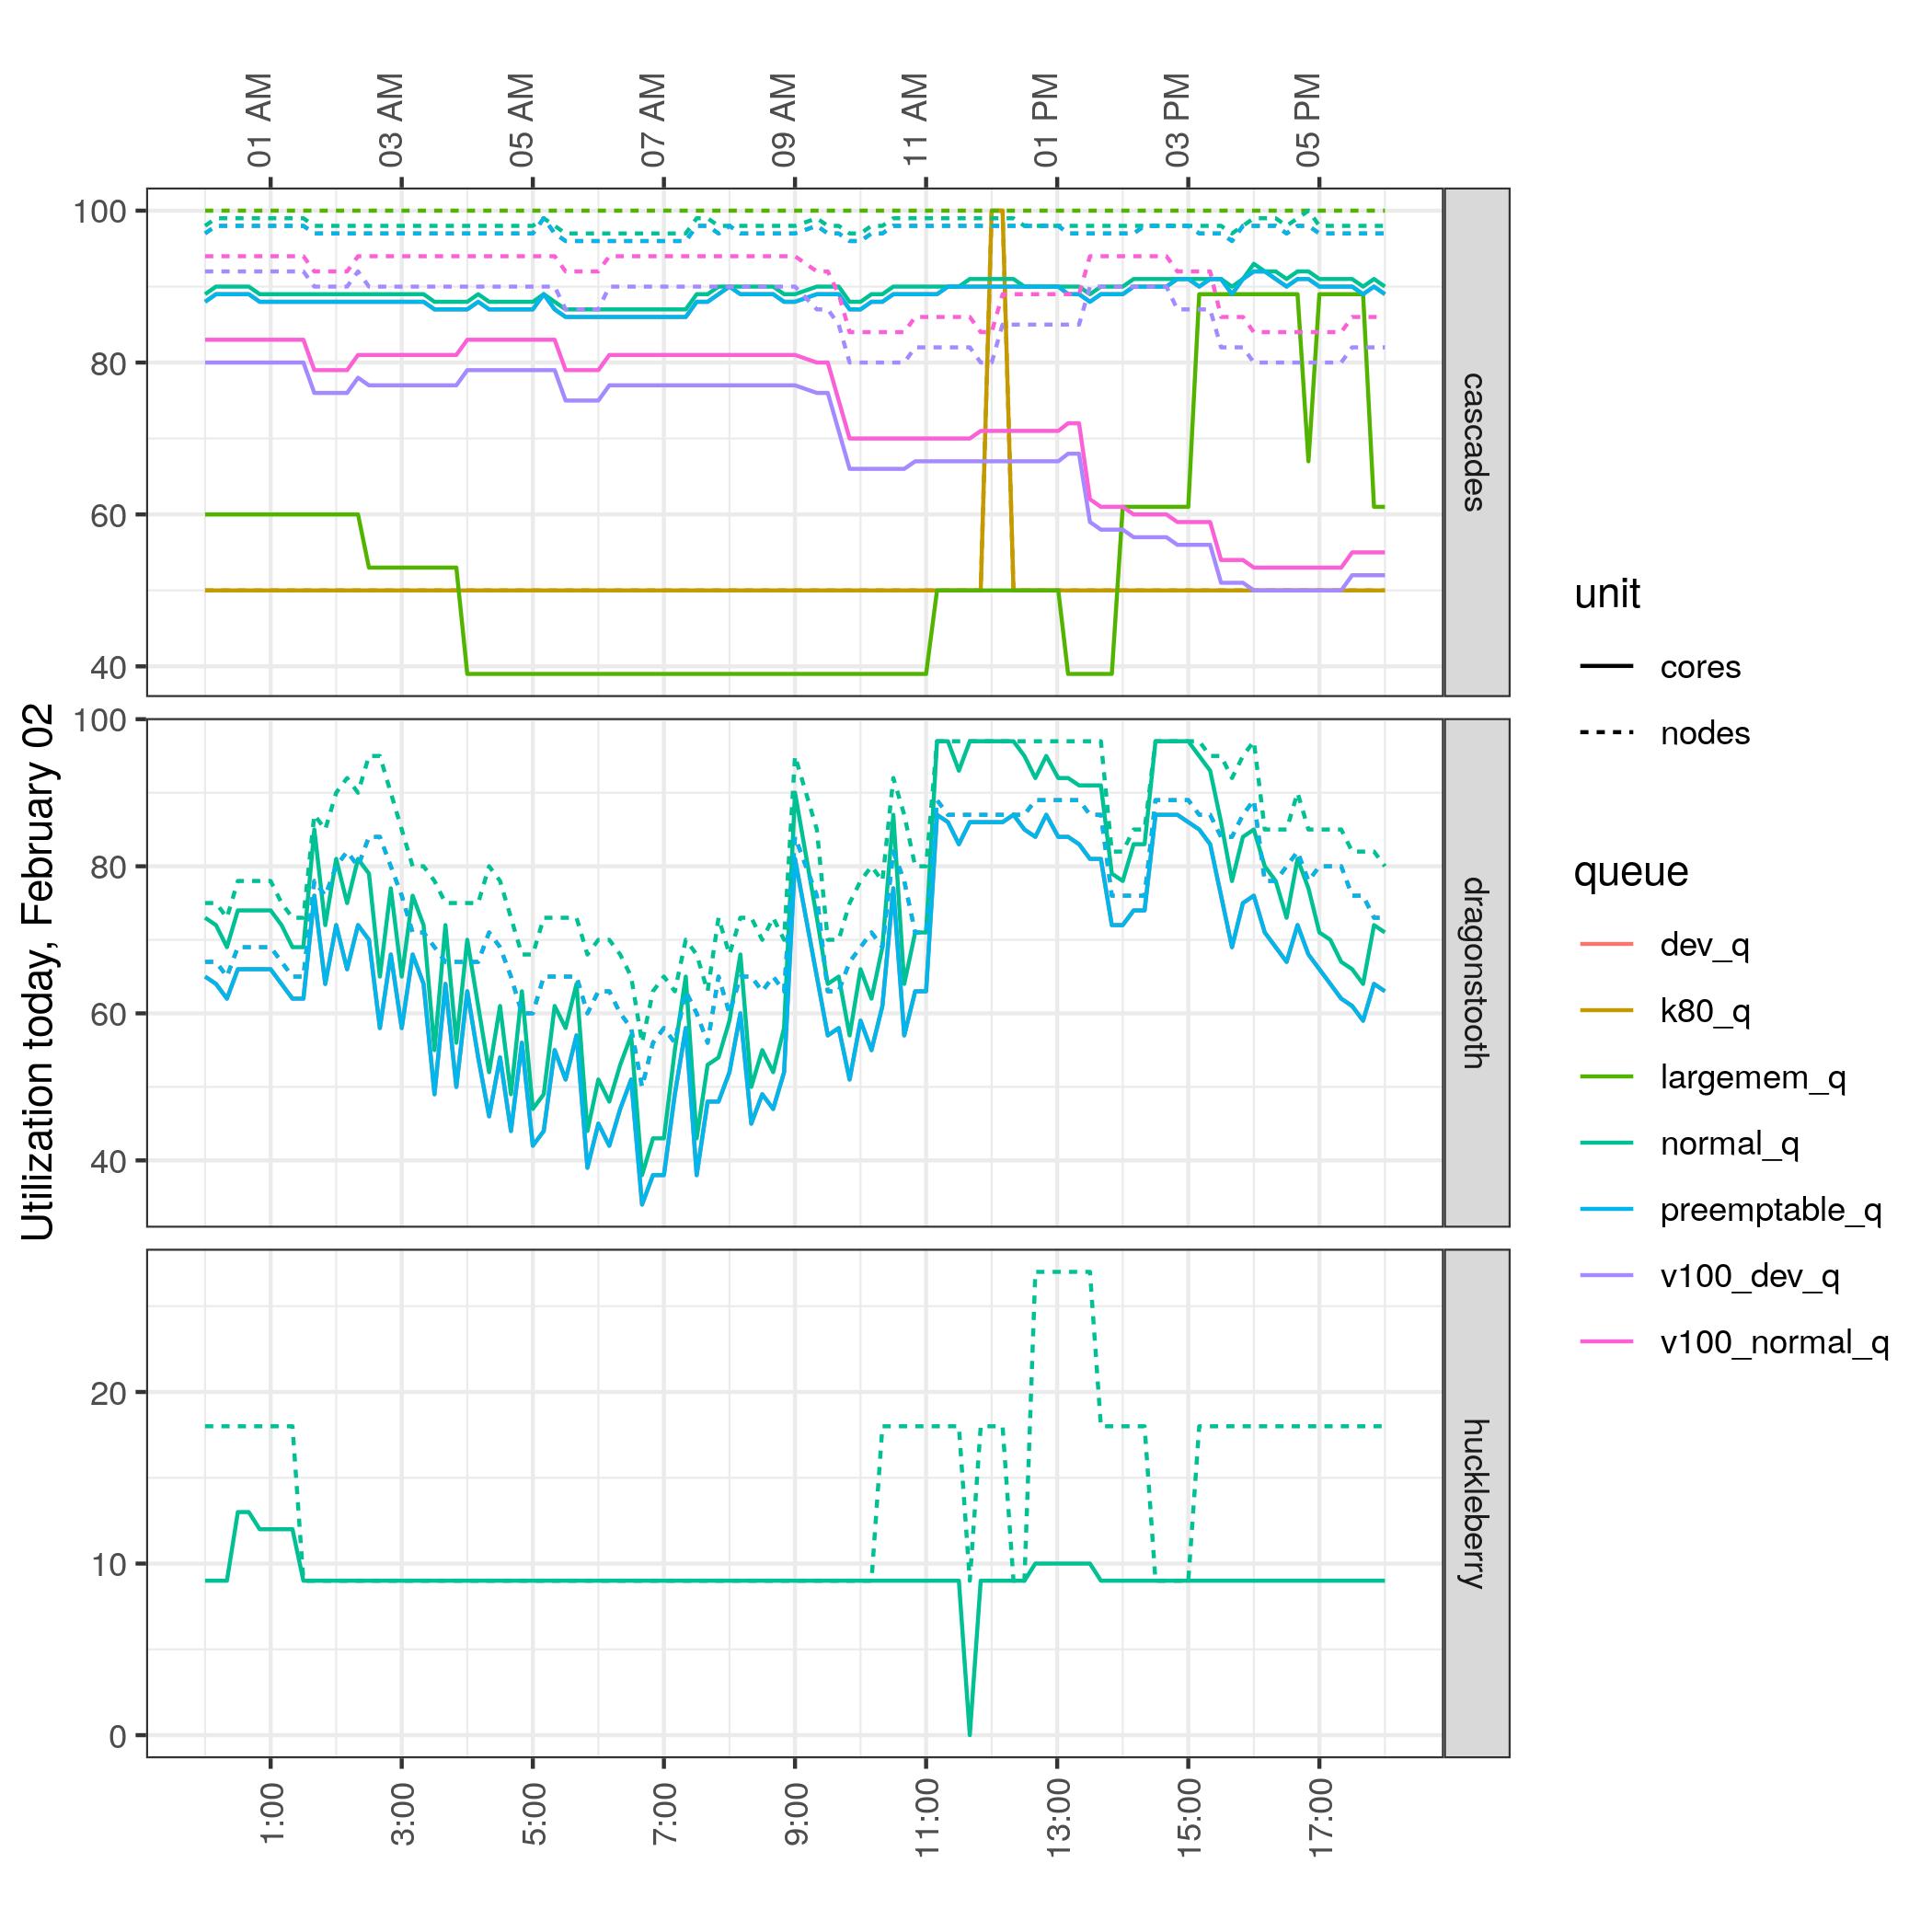 01 AM
03 AM
05 AM
07 AM
09 AM
11 AM
01 PM
03 PM
05 PM
Utilization today, February 02
100
80
60
40
cascades
100
80
60
40
dragonstooth
20
10
0
huckleberry
1:00
3:00
5:00
7:00
9:00
11:00
13:00
15:00
17:00
unit
cores
nodes
queue
dev_q
k80_q
largemem_q
normal_q
preemptable_q
v100_dev_q
v100_normal_q